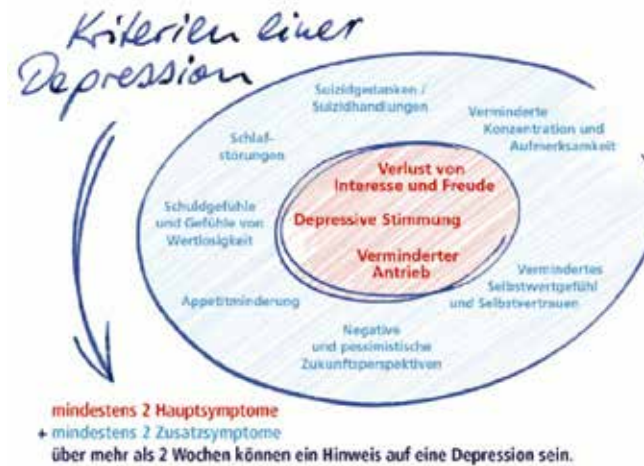 Kriterien einer
Depression
Suizidgedanken /
Suizidhandlungen
Verminderte
Konzentration und
Aufmerksamkeit
Schlaf-
störungen
Verlust von
Interesse und Freude
Schuldgefühle
und Gefühle von
Wertlosigkeit
Depressive Stimmung
Verminderter
Antrieb
Vermindertes
Selbstwertgefühl
und Selbstvertrauen
Appetitminderung
Negative
und pessimistische
Zukunftsperspektiven
mindestens 2 Hauptsymptome
+ mindestens 2 Zusatzsymptome
über mehr als 2 Wochen können ein Hinweis auf eine Depression sein.